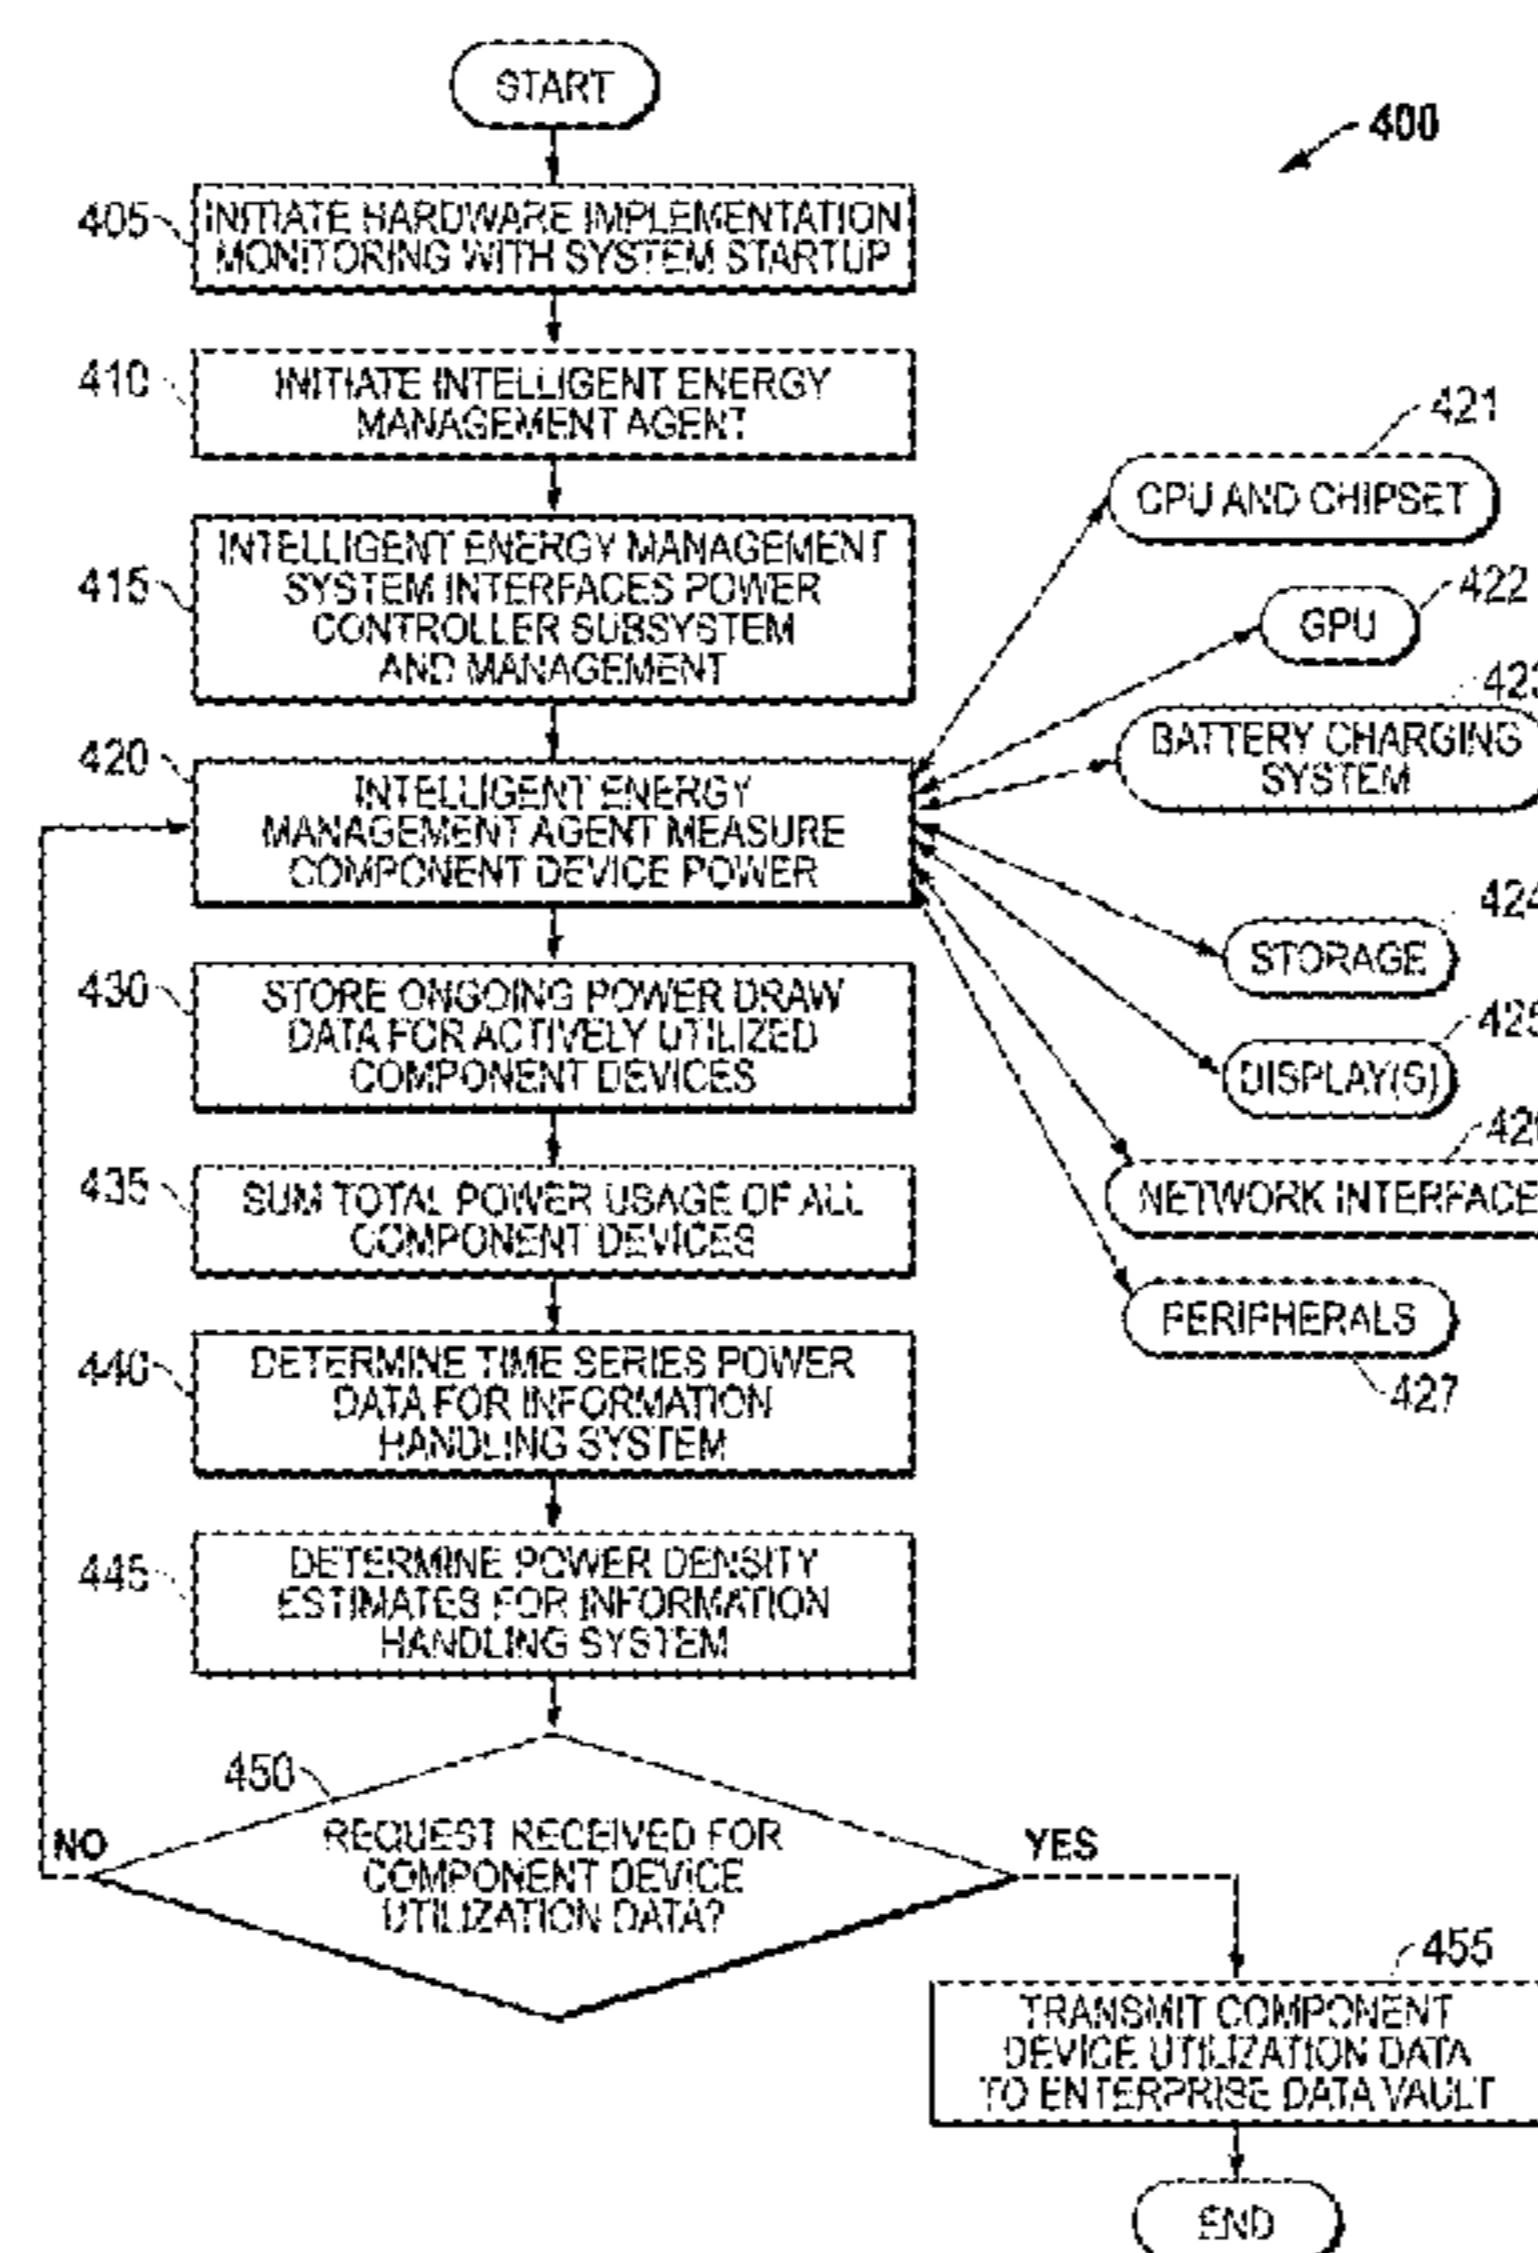 START
400
405
INITIATE HARDWARE IMPLEMENTATION
MONITORING WITH SYSTEM STARTUP
410
INITIATE INTELLIGENT ENERGY
MANAGEMENT AGENT
415
INTELLIGENT ENERGY MANAGEMENT
SYSTEM INTERFACES POWER
CONTROLLER SUBSYSTEM
AND MANAGEMENT
420
INTELLIGENT ENERGY
MANAGEMENT AGENT MEASURE
COMPONENT DEVICE POWER
421
CPU AND CHIPSET
422
GPU
423
BATTERY CHARGING
SYSTEM
424
STORAGE
425
DISPLAY(S)
426
NETWORK INTERFACE
PERIPHERALS
427
430
STORE ONGOING POWER DRAW
DATA FOR ACTIVELY UTILIZED
COMPONENT DEVICES
435
SUM TOTAL POWER USAGE OF ALL
COMPONENT DEVICES
440
DETERMINE TIME SERIES POWER
DATA FOR INFORMATION
HANDLING SYSTEM
445
DETERMINE POWER DENSITY
ESTIMATES FOR INFORMATION
HANDLING SYSTEM
450
REQUEST RECEIVED FOR
COMPONENT DEVICE
UTILIZATION DATA?
NO
YES
455
TRANSMIT COMPONENT
DEVICE UTILIZATION DATA
TO ENTERPRISE DATA VAULT
END